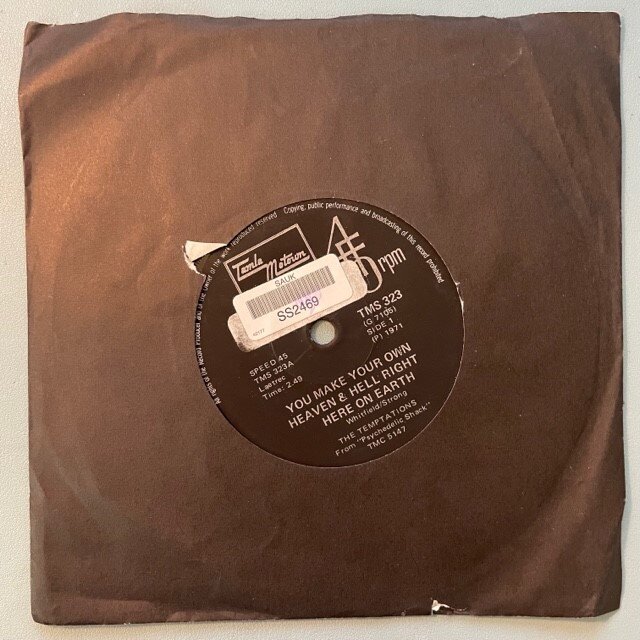 All rights of the Record Producer and of the owner of the work reproduced reserved Copying, public performance and broadcasting of this record prohibited
Tamla
Motown
45 rpm
SAUK
SS2469
SPEED 45
TMS 323A
Laetrec
Time: 2.49
TMS 323
SIDE 1
(P) 1971
YOU MAKE YOUR OWN
HEAVEN & HELL RIGHT
HERE ON EARTH
Whirfield/Strong
THE TEMPTATIONS
From "Psychedelic Shack"
TMC 5147